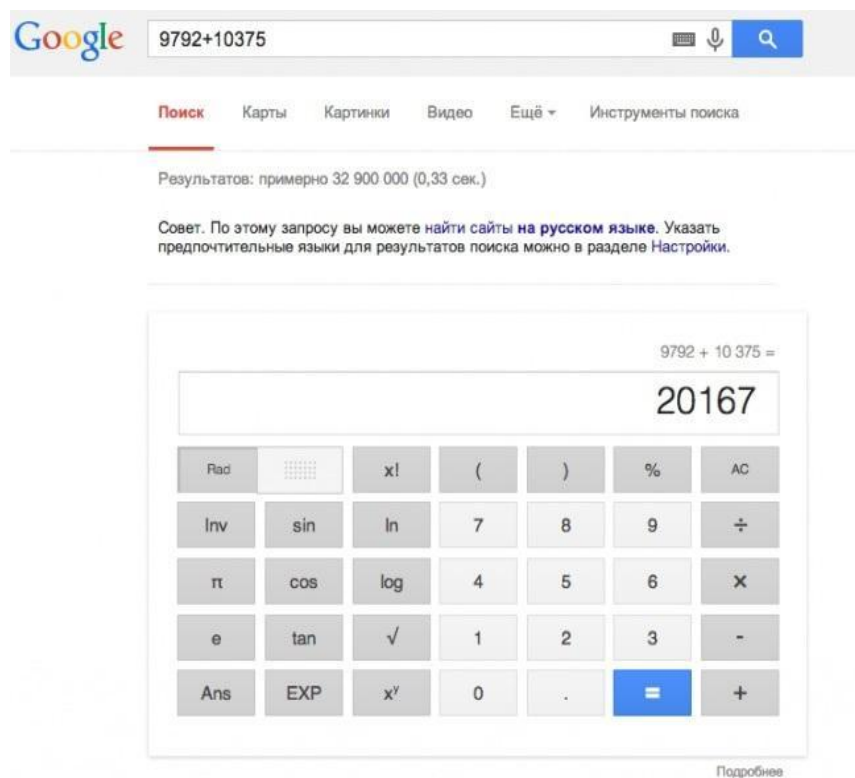 Google 9792+10375
Поиск Карты Картинки Видео Ещё Инструменты поиска
Результатов: примерно 32 900 000 (0,33 сек.)
Совет. По этому запросу вы можете найти сайты на русском языке. Указать
предпочтительные языки для результатов поиска можно в разделе Настройки.
9792 + 10 375 =
20167
Rad x! ( ) % AC
Inv sin ln 7 8 9 ÷
π cos log 4 5 6 ×
e tan √ 1 2 3 -
Ans EXP xʸ 0 . = +
Подробнее